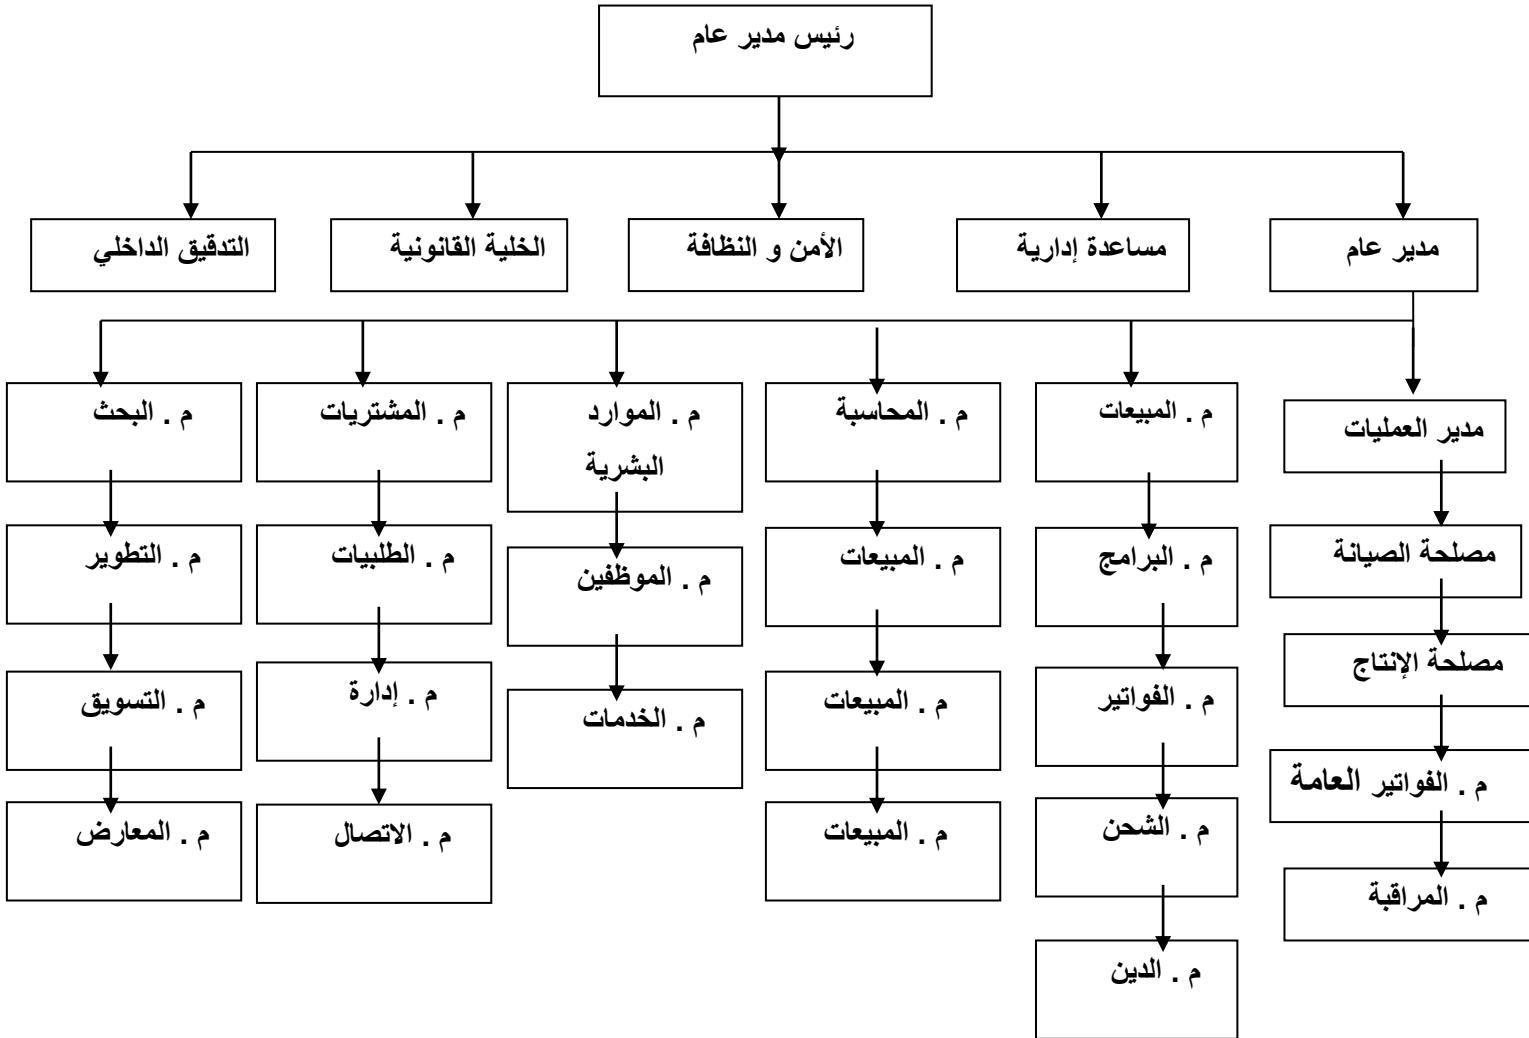 رئيس مدير عام
مدير عام
مساعدة إدارية
الأمن و النظافة
الخلية القانونية
التدقيق الداخلي
مدير العمليات
م . المبيعات
م . المحاسبة
م . الموارد
البشرية
م . المشتريات
م . البحث
مصلحة الصيانة
م . البرامج
م . المبيعات
م . الموظفين
م . الطلبيات
م . التطوير
مصلحة الإنتاج
م . الفواتير
م . المبيعات
م . الخدمات
م . إدارة
م . التسويق
م . الفواتير العامة
م . الشحن
م . المبيعات
م . الاتصال
م . المعارض
م . المراقبة
م . الدين